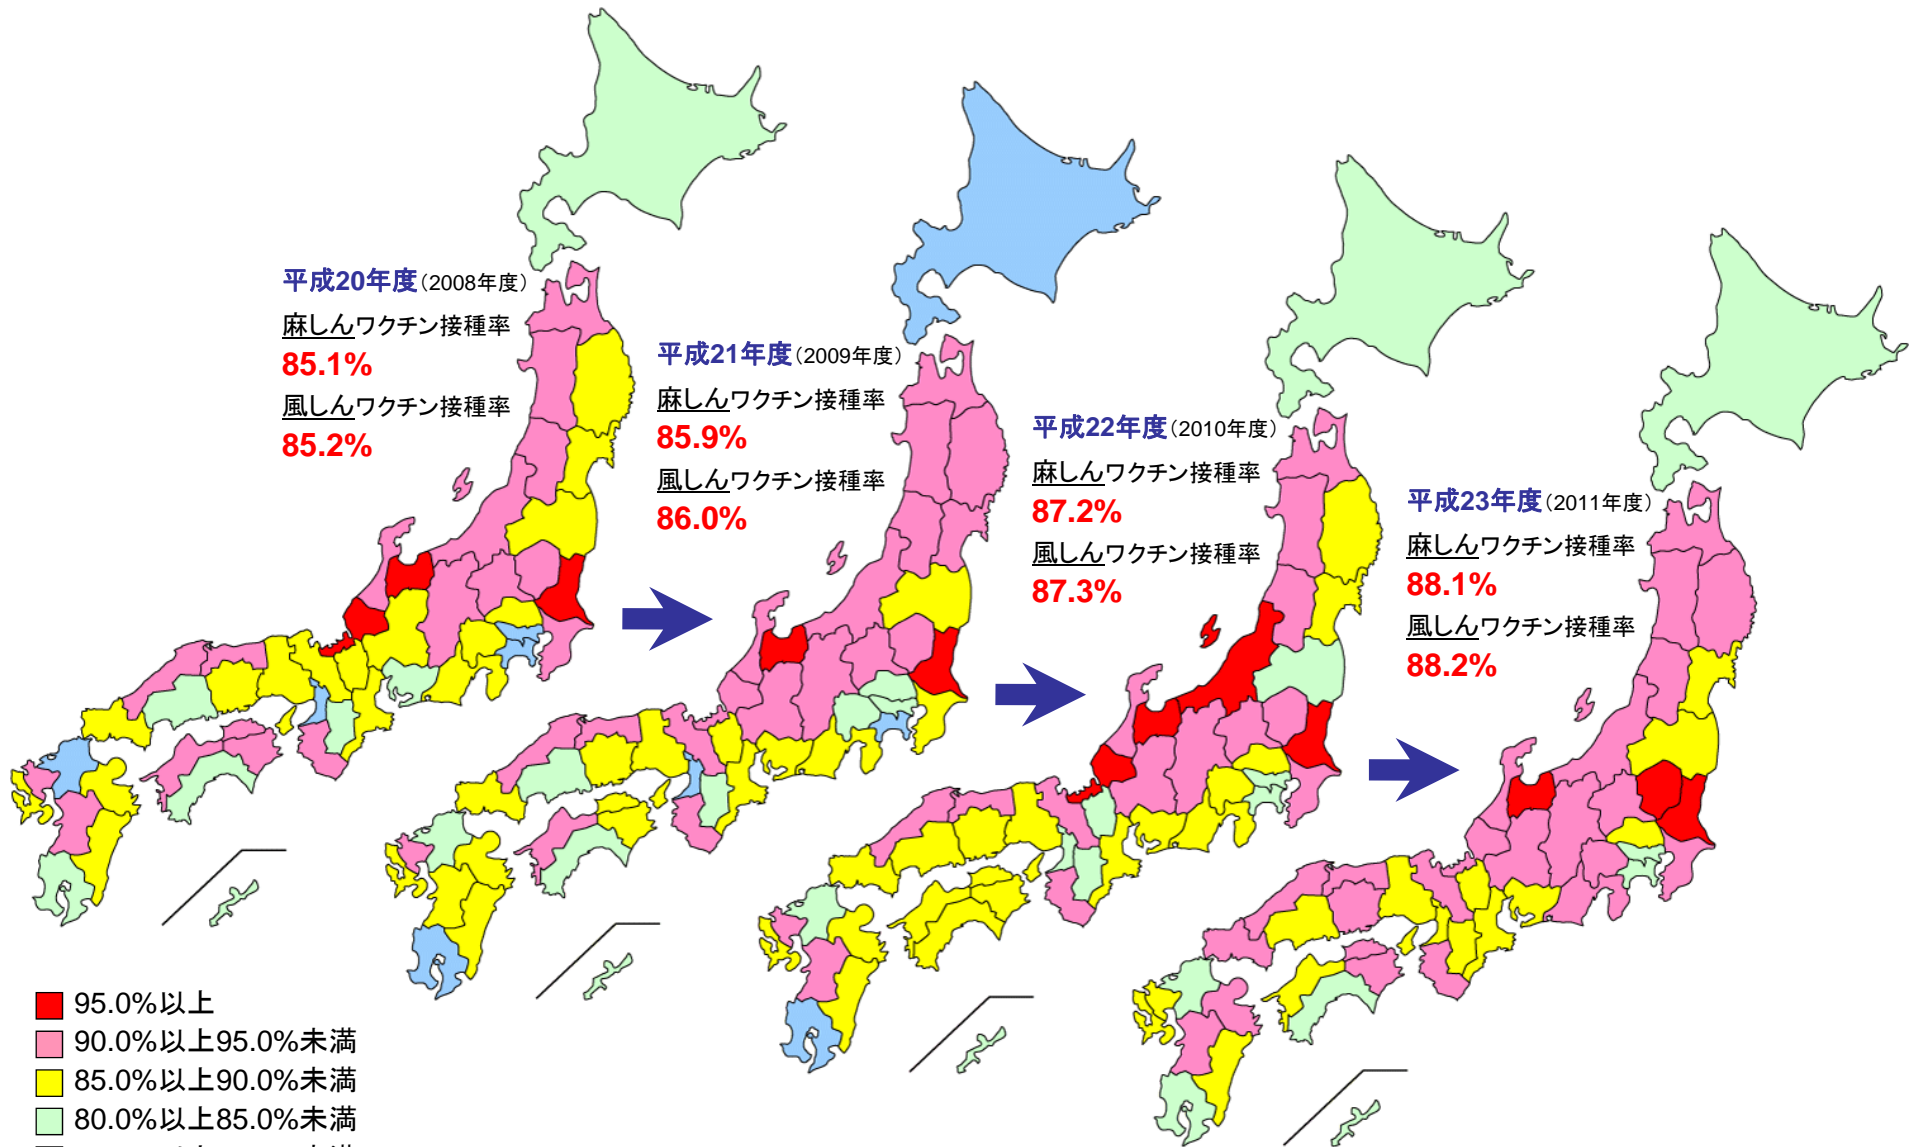 平成20年度(2008年度)
麻しんワクチン接種率
85.1%
風しんワクチン接種率
85.2%
平成21年度(2009年度)
麻しんワクチン接種率
85.9%
風しんワクチン接種率
86.0%
平成22年度(2010年度)
麻しんワクチン接種率
87.2%
風しんワクチン接種率
87.3%
平成23年度(2011年度)
麻しんワクチン接種率
88.1%
風しんワクチン接種率
88.2%
95.0%以上
90.0%以上95.0%未満
85.0%以上90.0%未満
80.0%以上85.0%未満